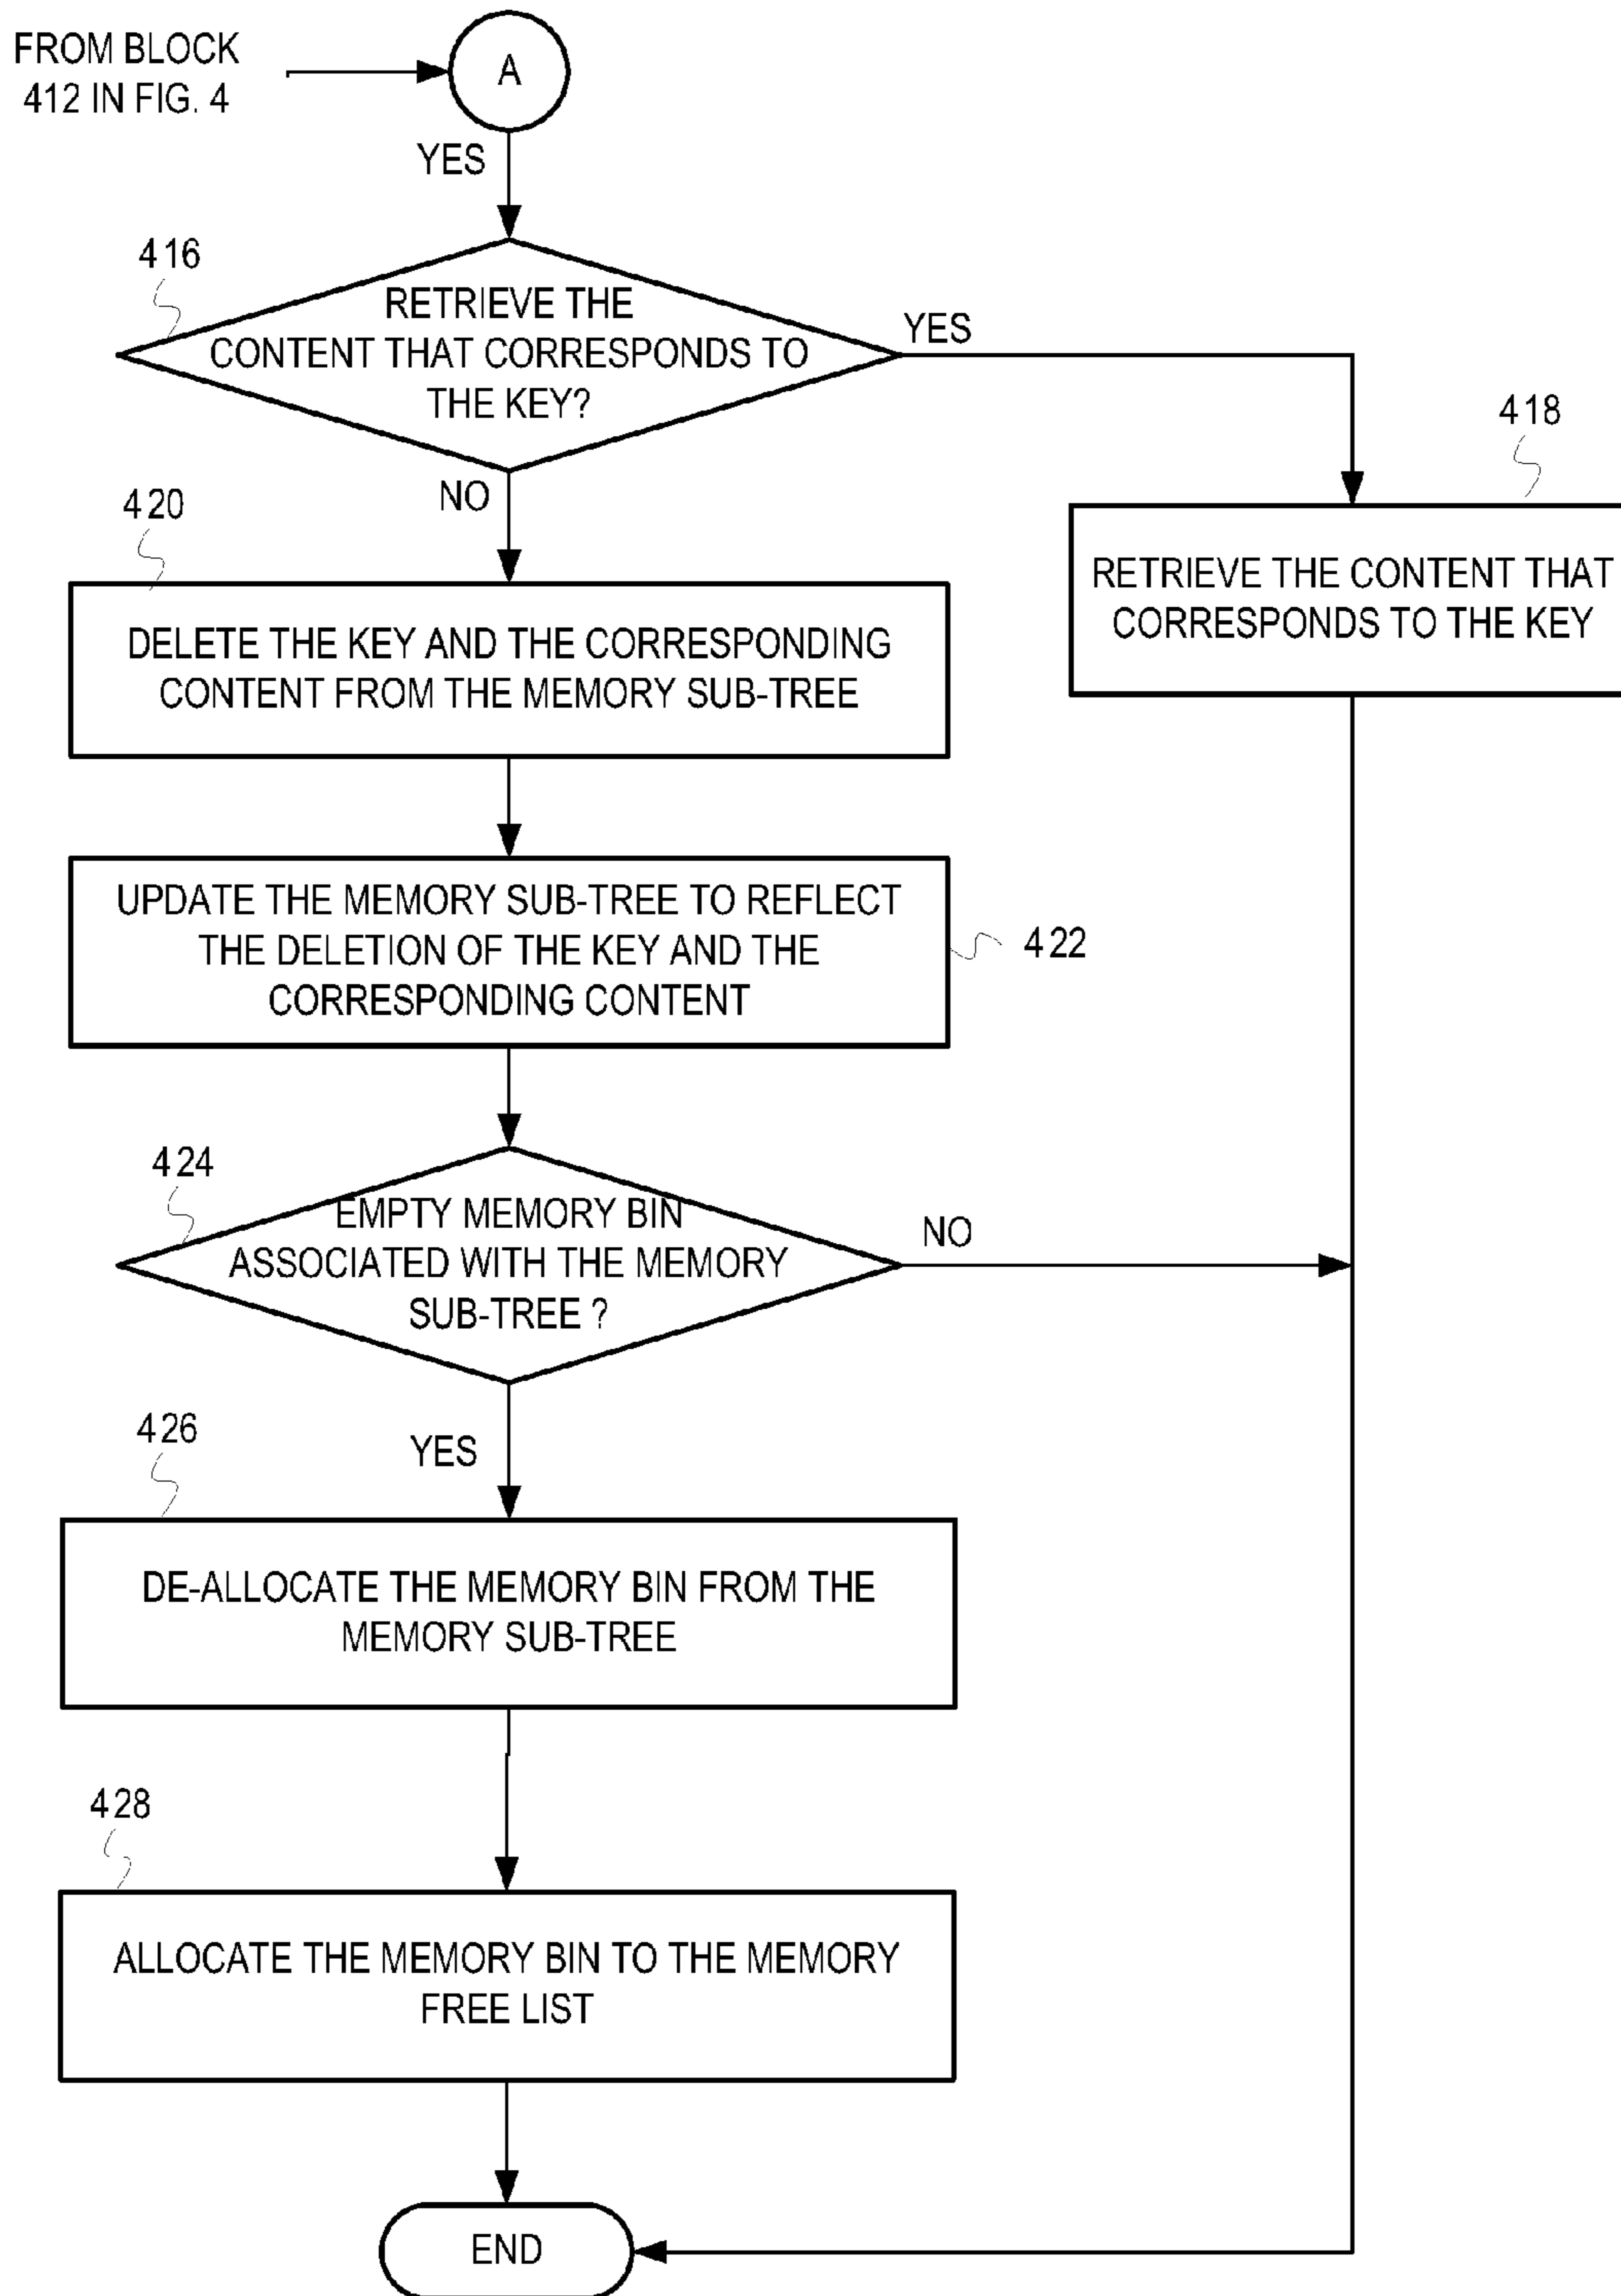 FROM BLOCK
412 IN FIG. 4
A
YES
416
RETRIEVE THE
CONTENT THAT CORRESPONDS TO
THE KEY?
YES
418
RETRIEVE THE CONTENT THAT
CORRESPONDS TO THE KEY
NO
420
DELETE THE KEY AND THE CORRESPONDING
CONTENT FROM THE MEMORY SUB-TREE
UPDATE THE MEMORY SUB-TREE TO REFLECT
THE DELETION OF THE KEY AND THE
CORRESPONDING CONTENT
422
424
EMPTY MEMORY BIN
ASSOCIATED WITH THE MEMORY
SUB-TREE ?
NO
426
YES
DE-ALLOCATE THE MEMORY BIN FROM THE
MEMORY SUB-TREE
428
ALLOCATE THE MEMORY BIN TO THE MEMORY
FREE LIST
END